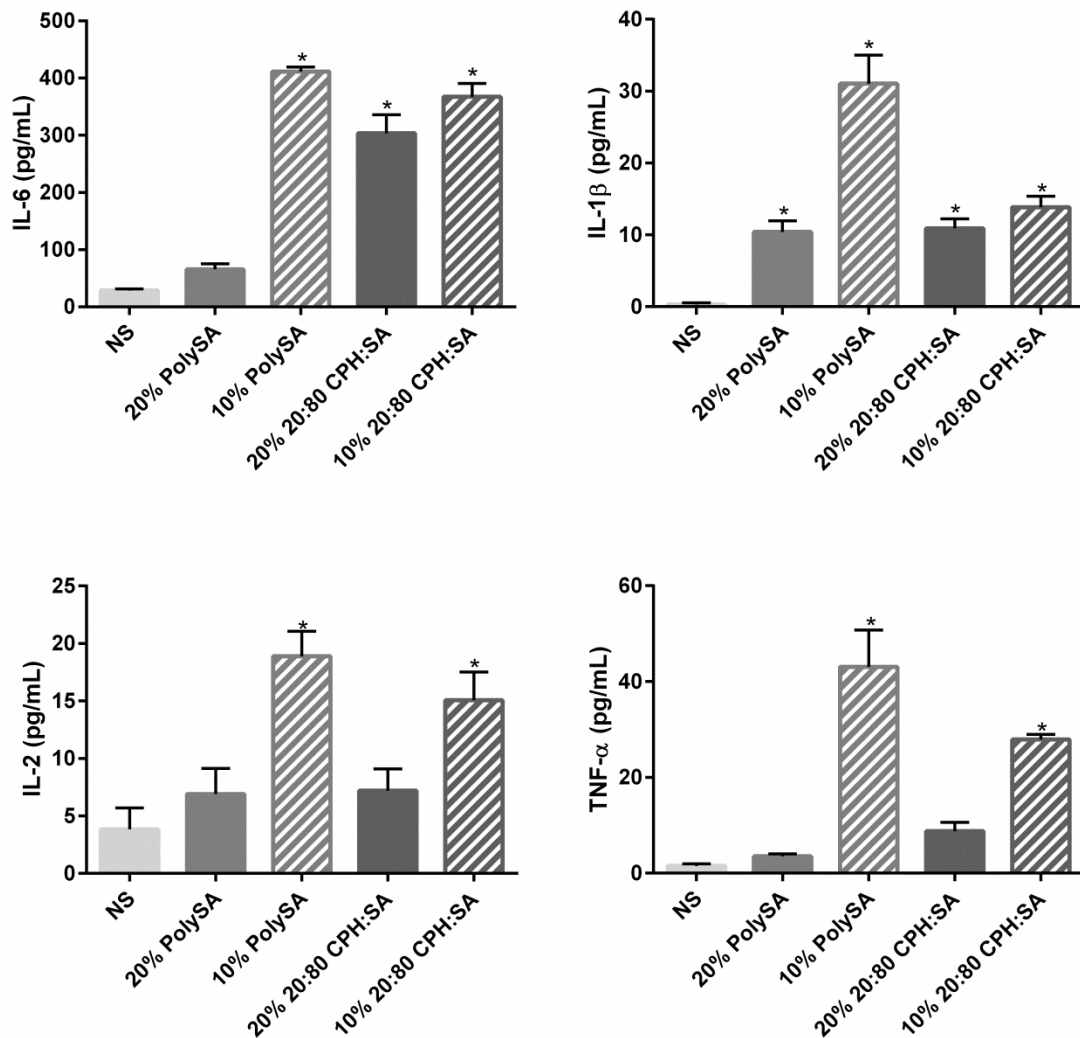 500
400
300
200
100
0
IL-6 (pg/mL)
*
*
*
NS
20% PolySA
10% PolySA
20% 20:80 CPH:SA
10% 20:80 CPH:SA
40
30
20
10
0
IL-1β (pg/mL)
*
*
*
*
NS
20% PolySA
10% PolySA
20% 20:80 CPH:SA
10% 20:80 CPH:SA
25
20
15
10
5
0
IL-2 (pg/mL)
*
*
NS
20% PolySA
10% PolySA
20% 20:80 CPH:SA
10% 20:80 CPH:SA
60
40
20
0
TNF-α (pg/mL)
*
*
NS
20% PolySA
10% PolySA
20% 20:80 CPH:SA
10% 20:80 CPH:SA